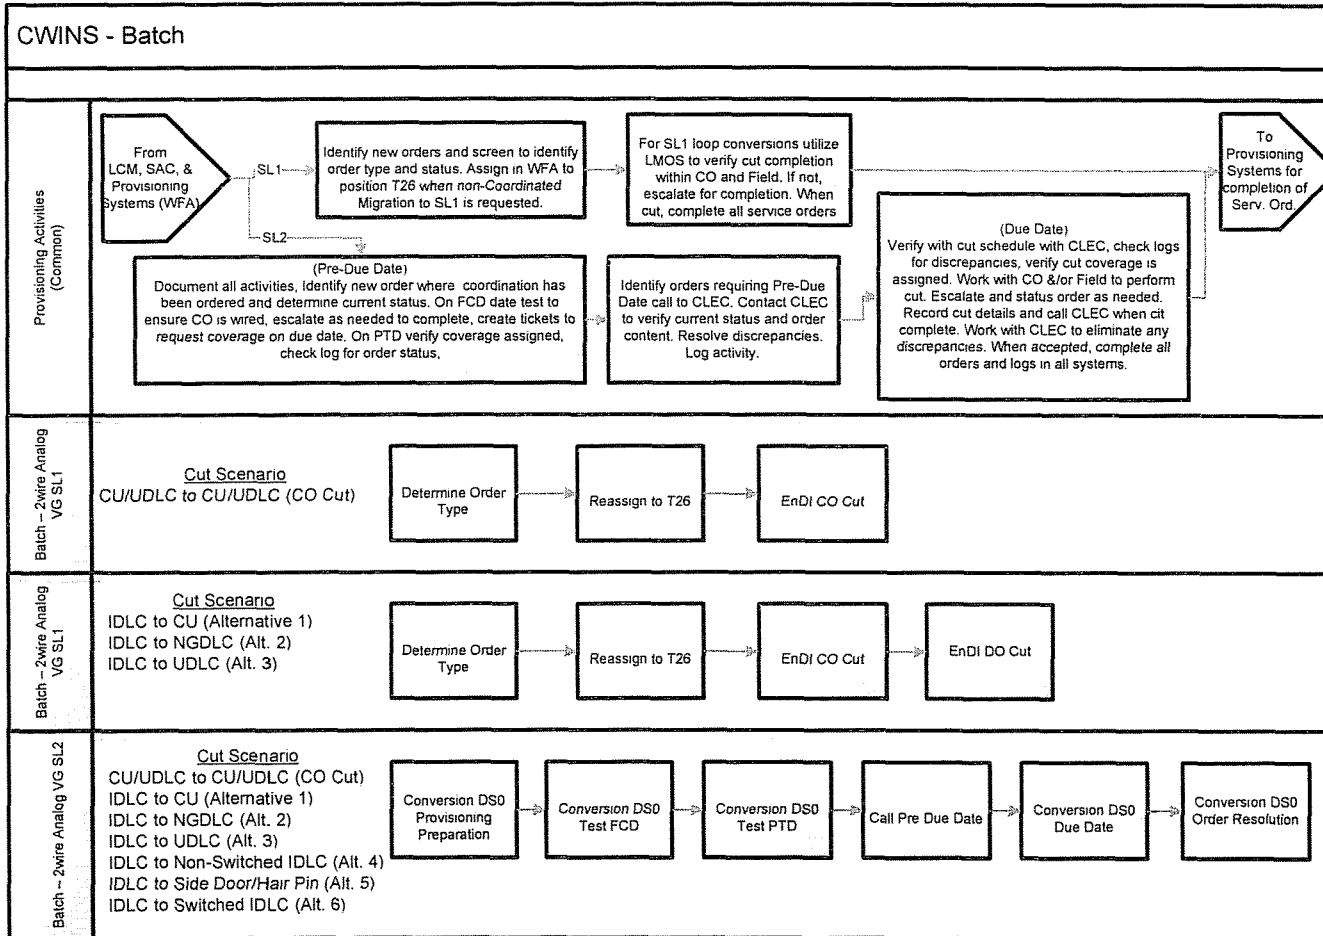 CWINS - Batch
Provisioning Activities
(Common)
From
LCM, SAC, &
Provisioning
Systems (WFA)
SL1
Identify new orders and screen to identify
order type and status. Assign in WFA to
position T26 when non-Coordinated
Migration to SL1 is requested.
For SL1 loop conversions utilize
LMOS to verify cut completion
within CO and Field. If not,
escalate for completion. When
cut, complete all service orders
To
Provisioning
Systems for
completion of
Serv. Ord.
SL2
(Pre-Due Date)
Document all activities, Identify new order where coordination has
been ordered and determine current status. On FCD date test to
ensure CO is wired, escalate as needed to complete, create tickets to
request coverage on due date. On PTD verify coverage assigned,
check log for order status,
Identify orders requiring Pre-Due
Date call to CLEC. Contact CLEC
to verify current status and order
content. Resolve discrepancies.
Log activity.
(Due Date)
Verify with cut schedule with CLEC, check logs
for discrepancies, verify cut coverage is
assigned. Work with CO &/or Field to perform
cut. Escalate and status order as needed.
Record cut details and call CLEC when cit
complete. Work with CLEC to eliminate any
discrepancies. When accepted, complete all
orders and logs in all systems.
Batch – 2wire Analog
VG SL1
Cut Scenario
CU/UDLC to CU/UDLC (CO Cut)
Determine Order
Type
Reassign to T26
EnDI CO Cut
Batch – 2wire Analog
VG SL1
Cut Scenario
IDLC to CU (Alternative 1)
IDLC to NGDLC (Alt. 2)
IDLC to UDLC (Alt. 3)
Determine Order
Type
Reassign to T26
EnDI CO Cut
EnDI DO Cut
Batch – 2wire Analog VG SL2
Cut Scenario
CU/UDLC to CU/UDLC (CO Cut)
IDLC to CU (Alternative 1)
IDLC to NGDLC (Alt. 2)
IDLC to UDLC (Alt. 3)
IDLC to Non-Switched IDLC (Alt. 4)
IDLC to Side Door/Hair Pin (Alt. 5)
IDLC to Switched IDLC (Alt. 6)
Conversion DS0
Provisioning
Preparation
Conversion DS0
Test FCD
Conversion DS0
Test PTD
Call Pre Due Date
Conversion DS0
Due Date
Conversion DS0
Order Resolution